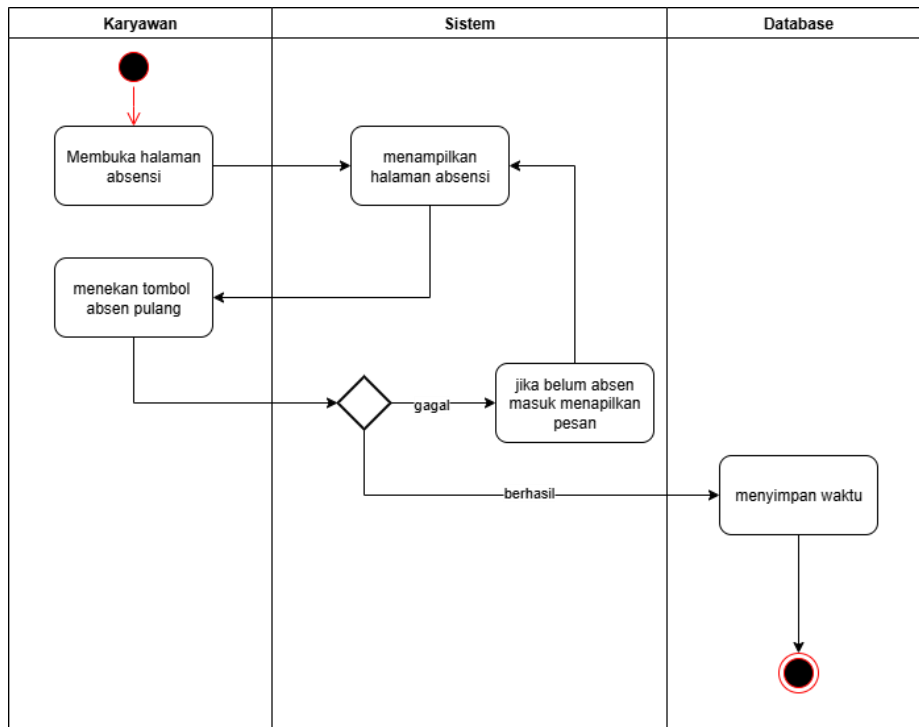 Karyawan
Sistem
Database
Membuka halaman
absensi
menampilkan
halaman absensi
menekan tombol
absen pulang
gagal
jika belum absen
masuk menapilkan
pesan
berhasil
menyimpan waktu